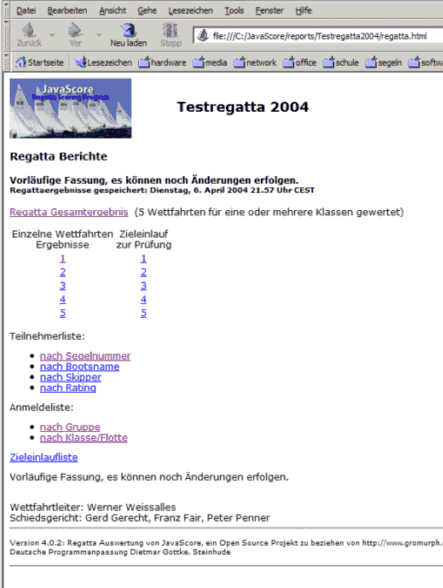 Datei Bearbeiten Ansicht Gehe Lesezeichen Tools Fenster Hilfe
Zurück Vor Neu laden Stopp file:///C:/JavaScore/reports/Testregatta2004/regatta.html
Startseite Lesezeichen hardware media network office schule segeln softw
JavaScore
Regatta Scoring Program
Testregatta 2004
Regatta Berichte
Vorläufige Fassung, es können noch Änderungen erfolgen.
Regattaergebnisse gespeichert: Dienstag, 6. April 2004 21.57 Uhr CEST
Regatta Gesamtergebnis (5 Wettfahrten für eine oder mehrere Klassen gewertet)
Einzelne Wettfahrten Zieleinlauf
Ergebnisse zur Prüfung
1 1
2 2
3 3
4 4
5 5
Teilnehmerliste:
nach Segelnummer
nach Bootsname
nach Skipper
nach Rating
Anmeldeliste:
nach Gruppe
nach Klasse/Flotte
Zieleinlaufliste
Vorläufige Fassung, es können noch Änderungen erfolgen.
Wettfahrtleiter: Werner Weissalles
Schiedsgericht: Gerd Gerecht, Franz Fair, Peter Penner
Version 4.0.2: Regatta Auswertung von JavaScore, ein Open Source Projekt zu beziehen von http://www.gromurph.
Deutsche Programmanpassung Dietmar Gottke, Steinhude